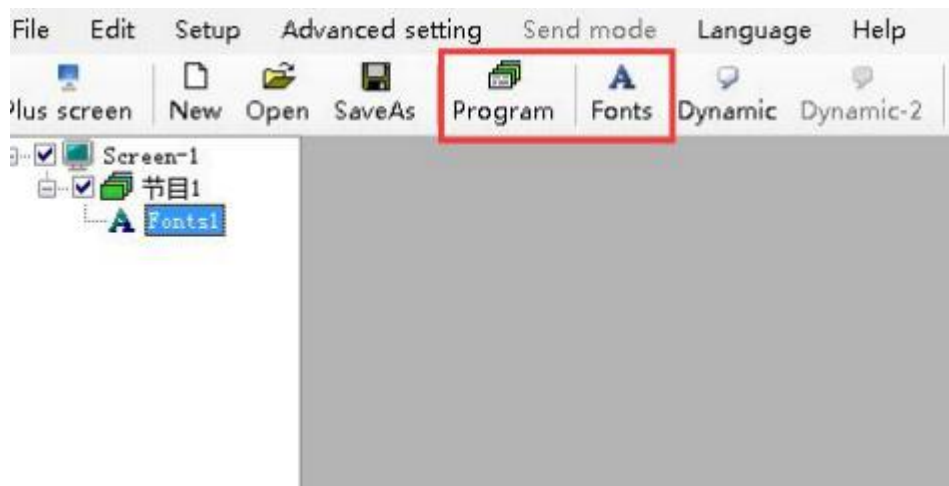 File Edit Setup Advanced setting Send mode Language Help
Plus screen New Open SaveAs Program Fonts Dynamic Dynamic-2
Screen-1
节目1
Fonts1